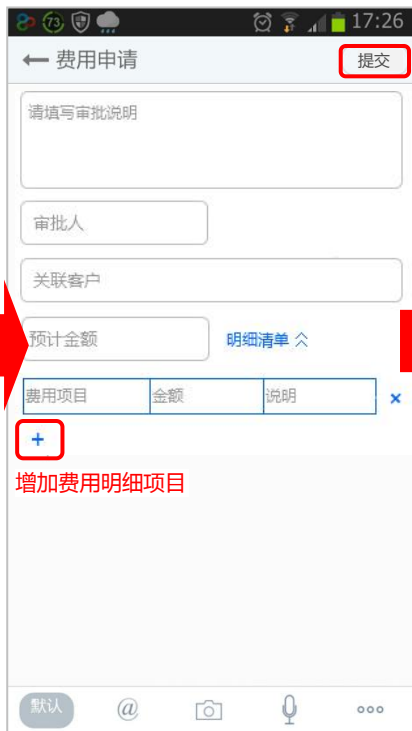 73 17:26
费用申请 提交
请填写审批说明
审批人
关联客户
预计金额 明细清单
费用项目 金额 说明 ×
+
增加费用明细项目
默认 @